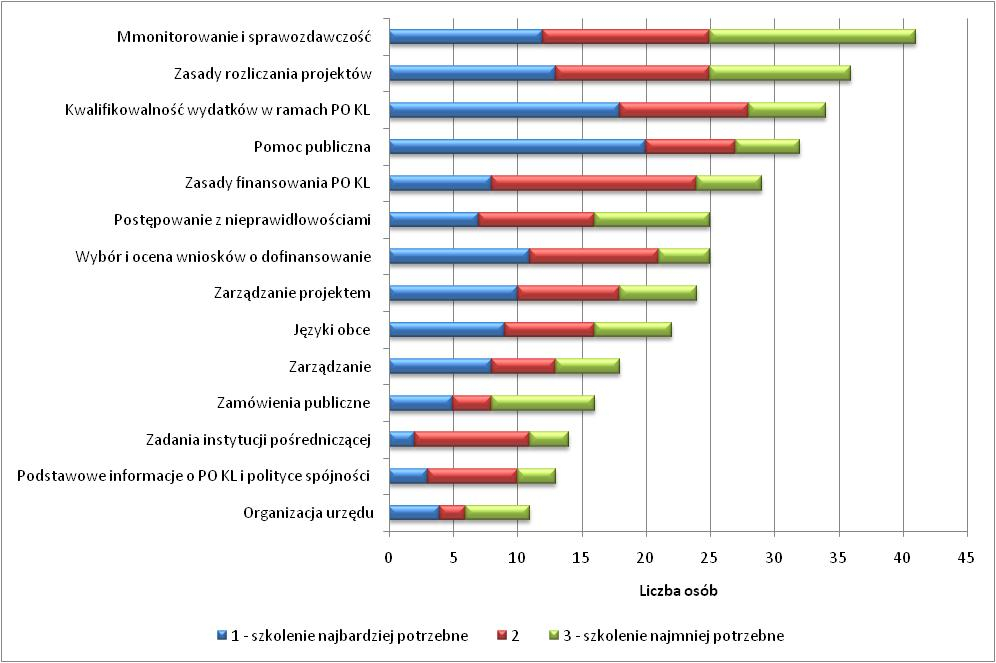 Mmonitorowanie i sprawozdawczość
Zasady rozliczania projektów
Kwalifikowalność wydatków w ramach PO KL
Pomoc publiczna
Zasady finansowania PO KL
Postępowanie z nieprawidłowościami
Wybór i ocena wniosków o dofinansowanie
Zarządzanie projektem
Języki obce
Zarządzanie
Zamówienia publiczne
Zadania instytucji pośredniczącej
Podstawowe informacje o PO KL i polityce spójności
Organizacja urzędu
0 5 10 15 20 25 30 35 40 45
Liczba osób
1 - szkolenie najbardziej potrzebne 2 3 - szkolenie najmniej potrzebne